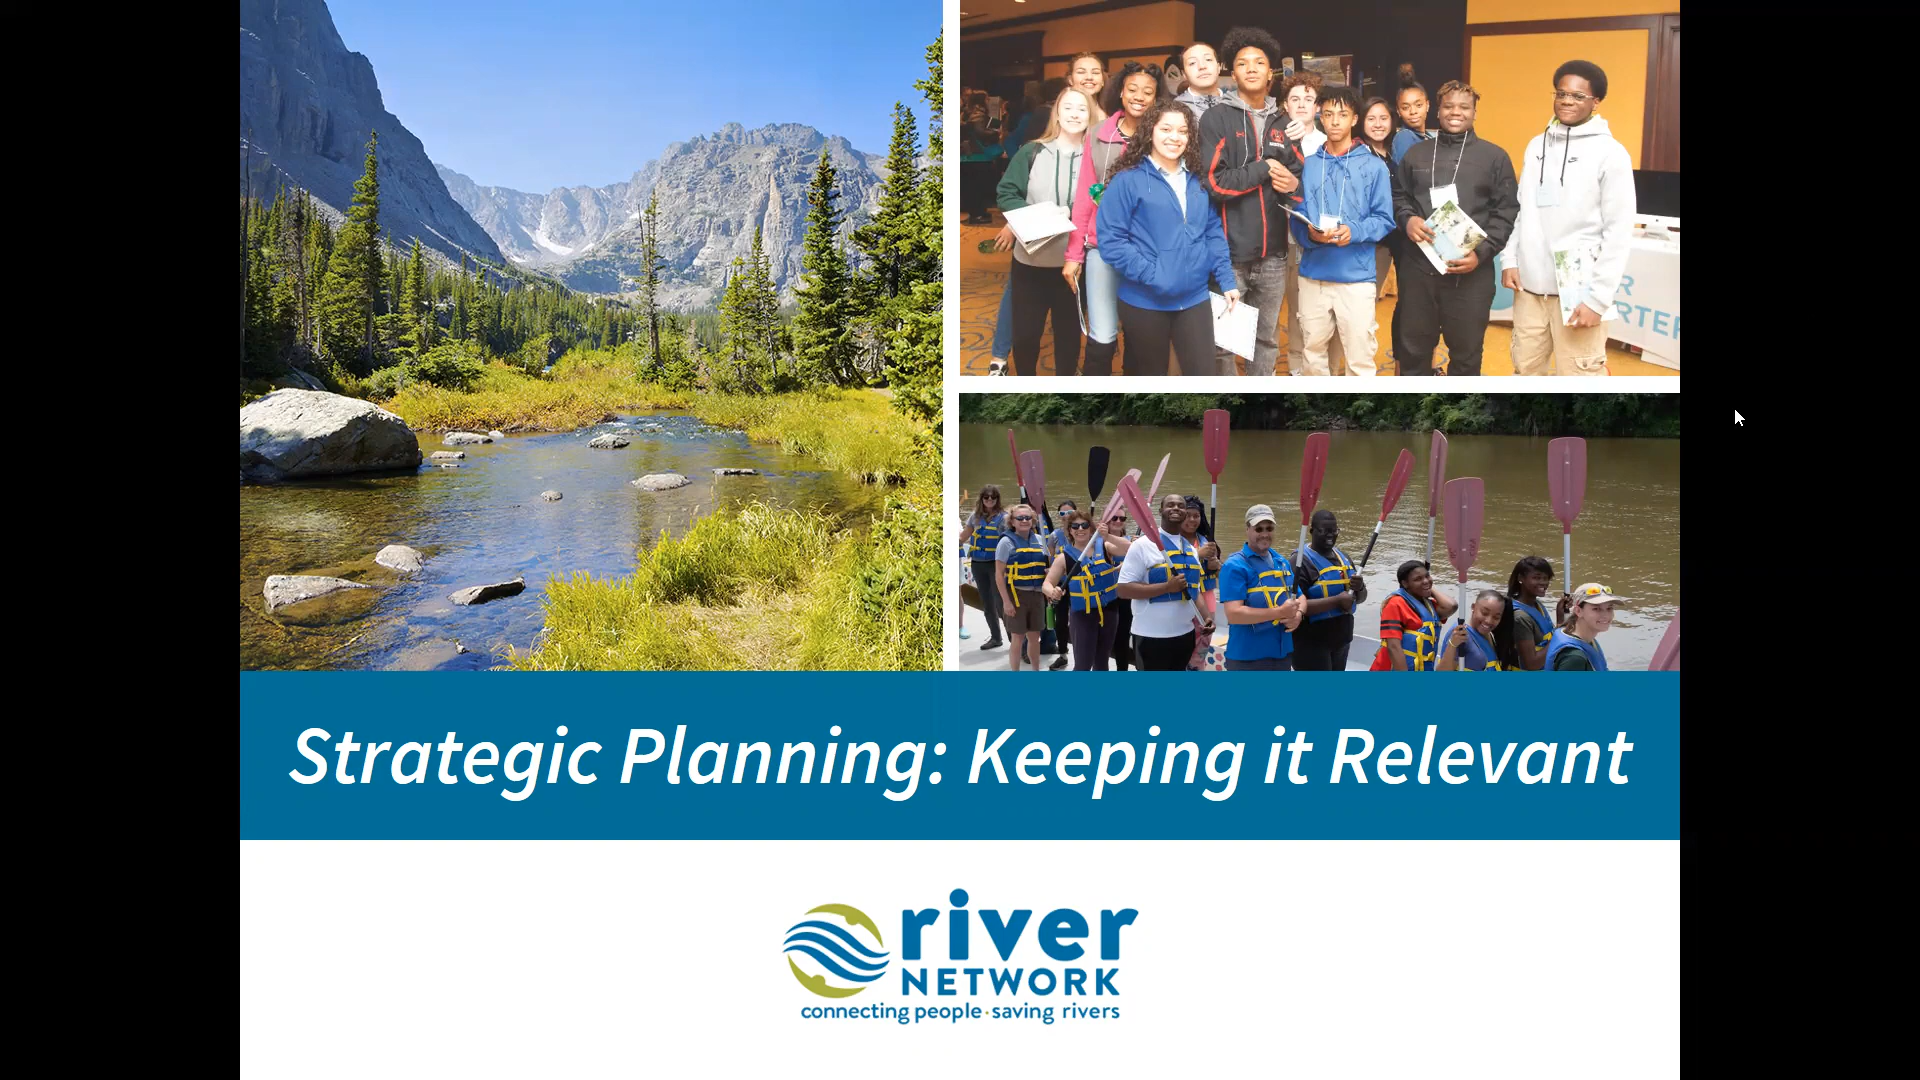 Strategic Planning: Keeping it Relevant
river
NETWORK
connecting people·saving rivers